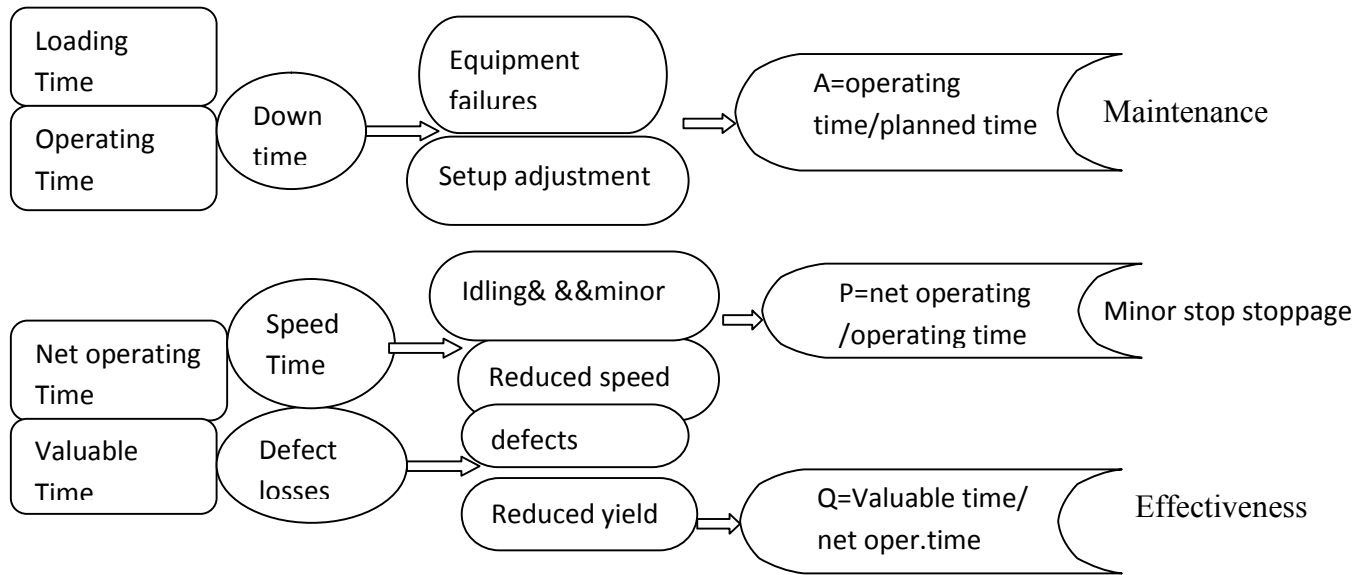 Loading
Time
Operating
Time
Down
time
Equipment
failures
Setup adjustment
A=operating
time/planned time
Maintenance
Net operating
Time
Valuable
Time
Speed
Time
Defect
losses
Idling& &&minor
Reduced speed
defects
Reduced yield
P=net operating
/operating time
Minor stop stoppage
Q=Valuable time/
net oper.time
Effectiveness